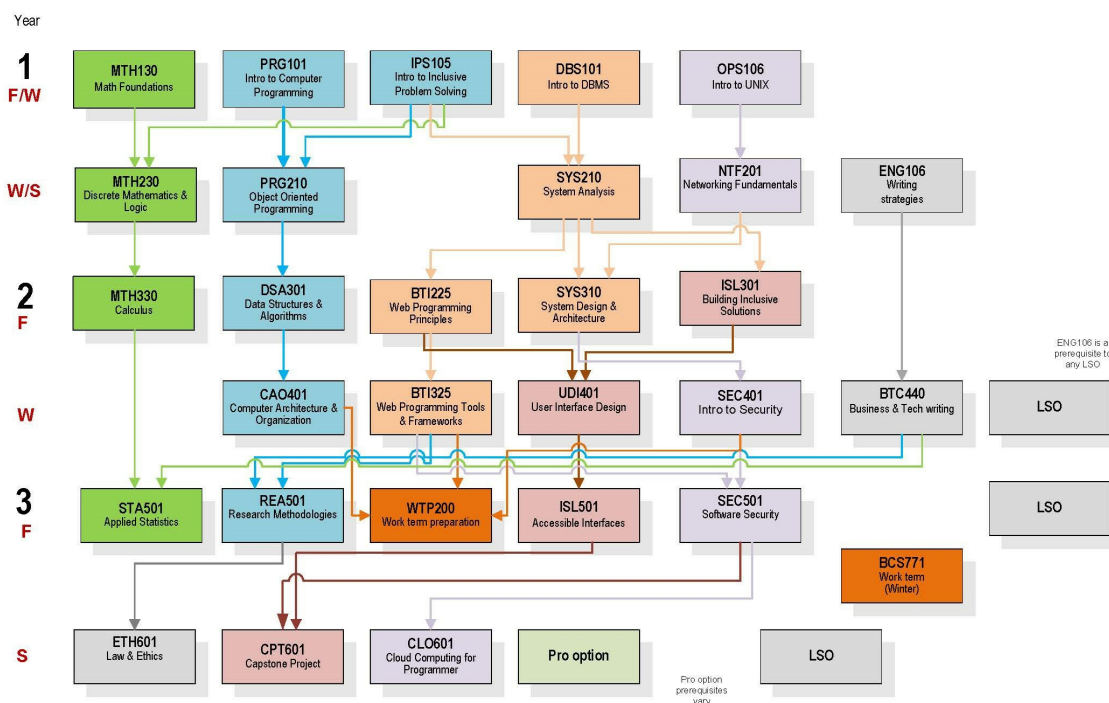 Year
1
F/W
MTH130
Math Foundations
PRG101
Intro to Computer
Programming
IPS105
Intro to Inclusive
Problem Solving
DBS101
Intro to DBMS
OPS106
Intro to UNIX
W/S
MTH230
Discrete Mathematics &
Logic
PRG210
Object Oriented
Programming
SYS210
System Analysis
NTF201
Networking Fundamentals
ENG106
Writing
strategies
2
F
MTH330
Calculus
DSA301
Data Structures &
Algorithms
BTI225
Web Programming
Principles
SYS310
System Design &
Architecture
ISL301
Building Inclusive
Solutions
ENG106 is a
prerequisite to
any LSO
W
CAO401
Computer Architecture &
Organization
BTI325
Web Programming Tools
& Frameworks
UDI401
User Interface Design
SEC401
Intro to Security
BTC440
Business & Tech writing
LSO
3
F
STA501
Applied Statistics
REA501
Research Methodologies
WTP200
Work term preparation
ISL501
Accessible Interfaces
SEC501
Software Security
LSO
BCS771
Work term
(Winter)
S
ETH601
Law & Ethics
CPT601
Capstone Project
CLO601
Cloud Computing for
Programmer
Pro option
LSO
Pro option
prerequisites
vary